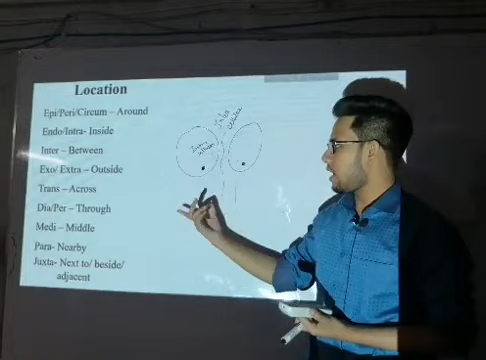 Location
Epi/Peri/Circum – Around
Endo/Intra- Inside
Inter – Between
Exo/ Extra – Outside
Trans – Across
Dia/Per – Through
Medi – Middle
Para- Nearby
Juxta- Next to/ beside/
adjacent